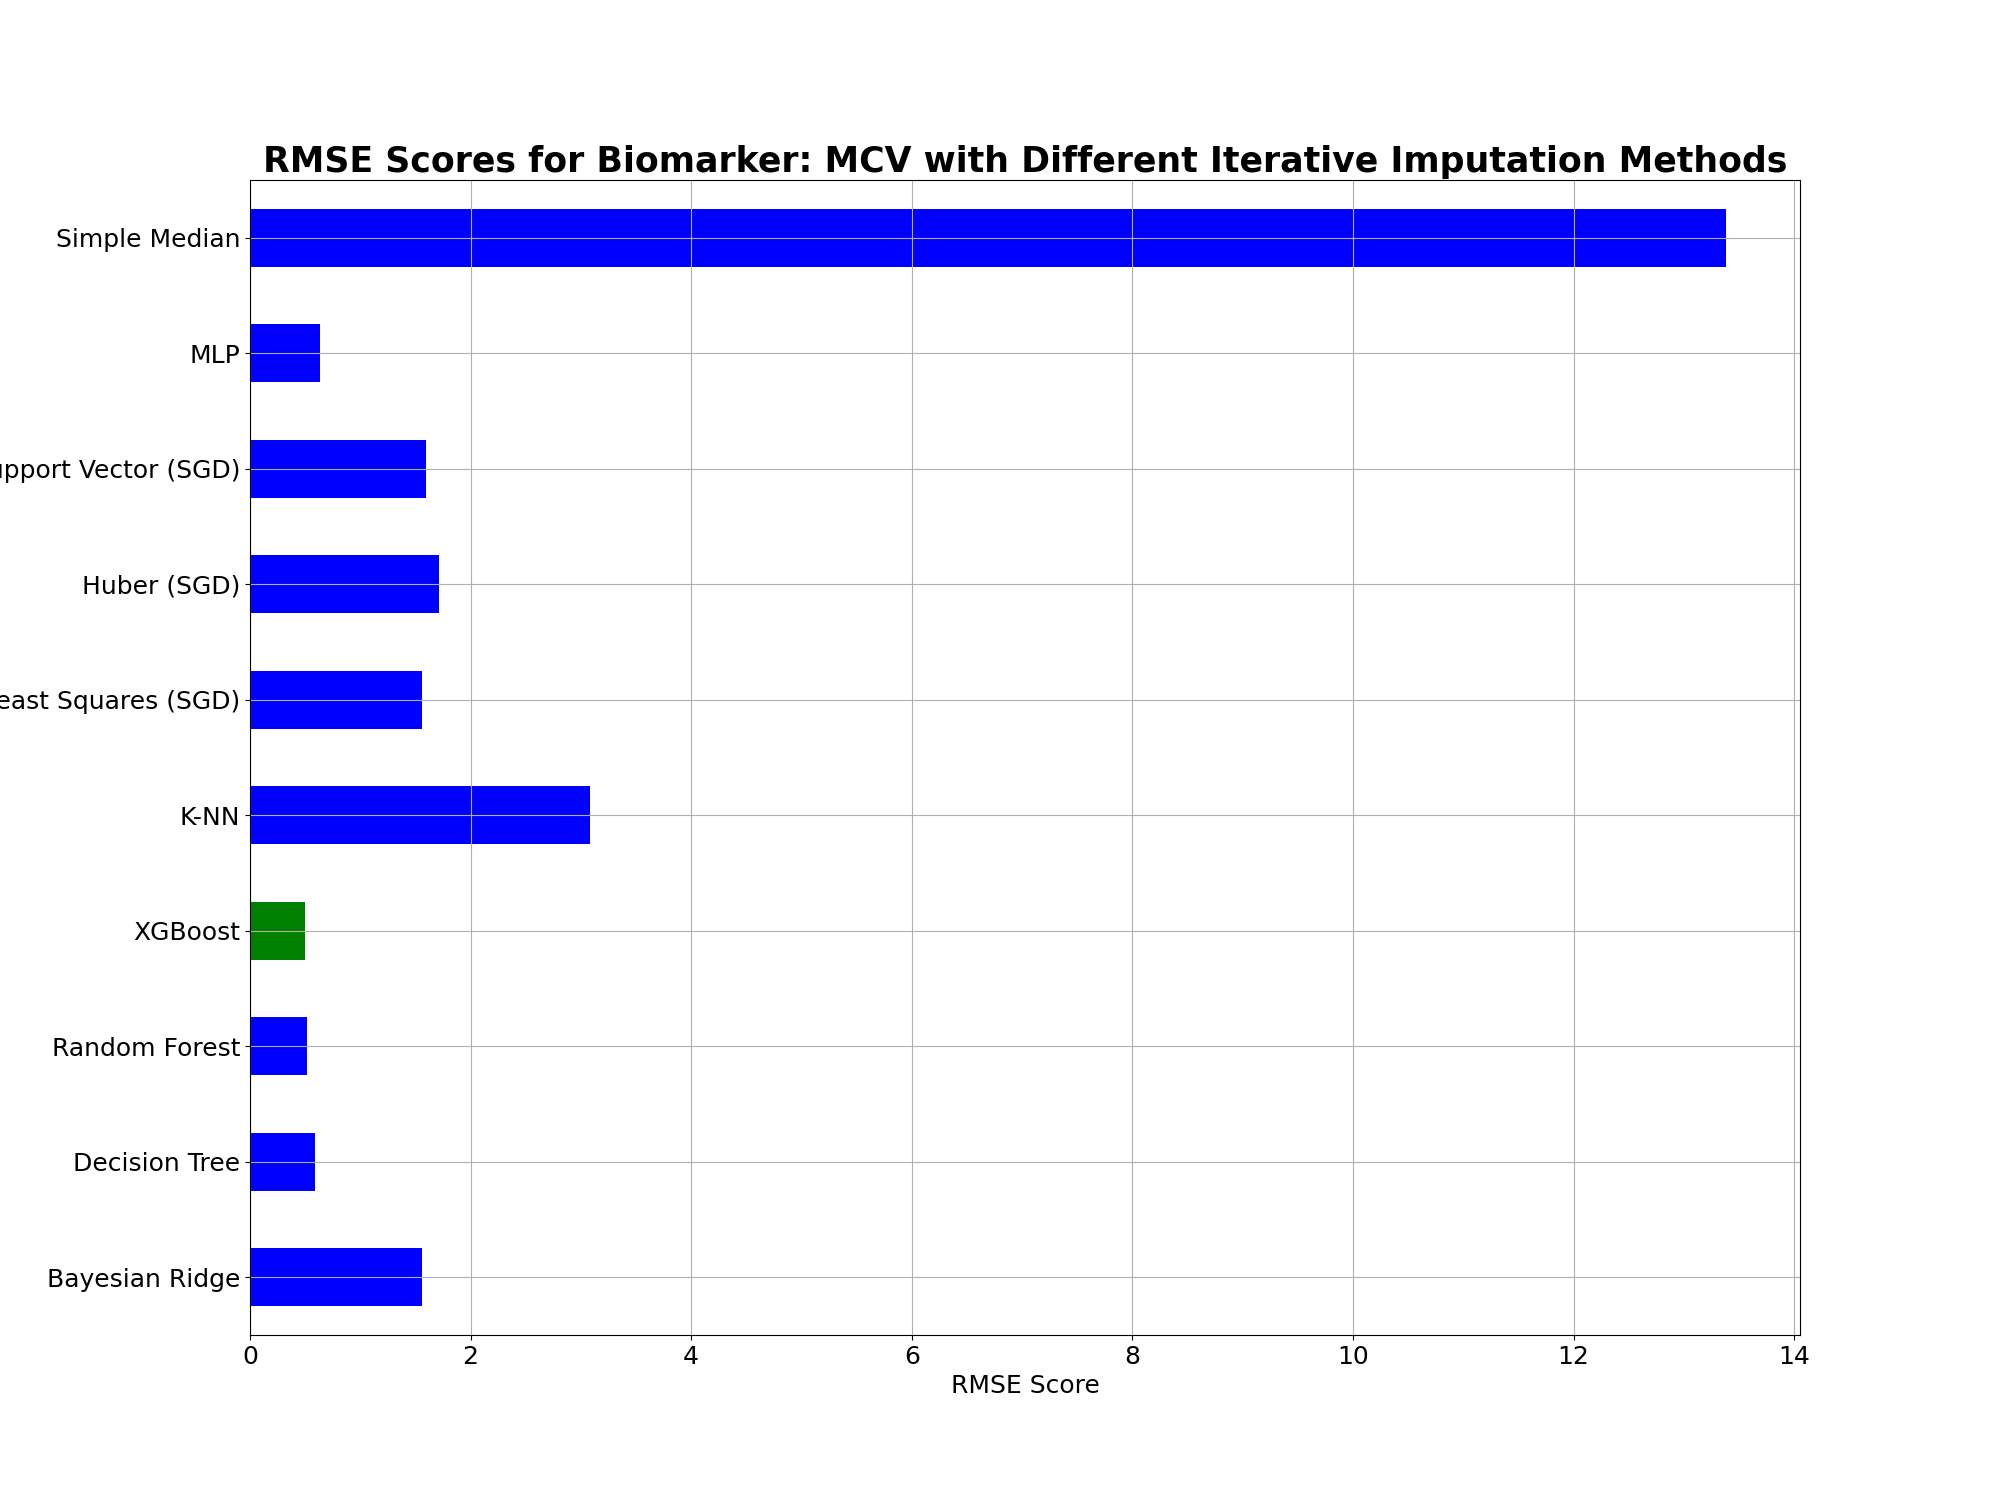 RMSE Scores for Biomarker: MCV with Different Iterative Imputation Methods
Simple Median
MLP
upport Vector (SGD)
Huber (SGD)
east Squares (SGD)
K-NN
XGBoost
Random Forest
Decision Tree
Bayesian Ridge
0 2 4 6 8 10 12 14
RMSE Score